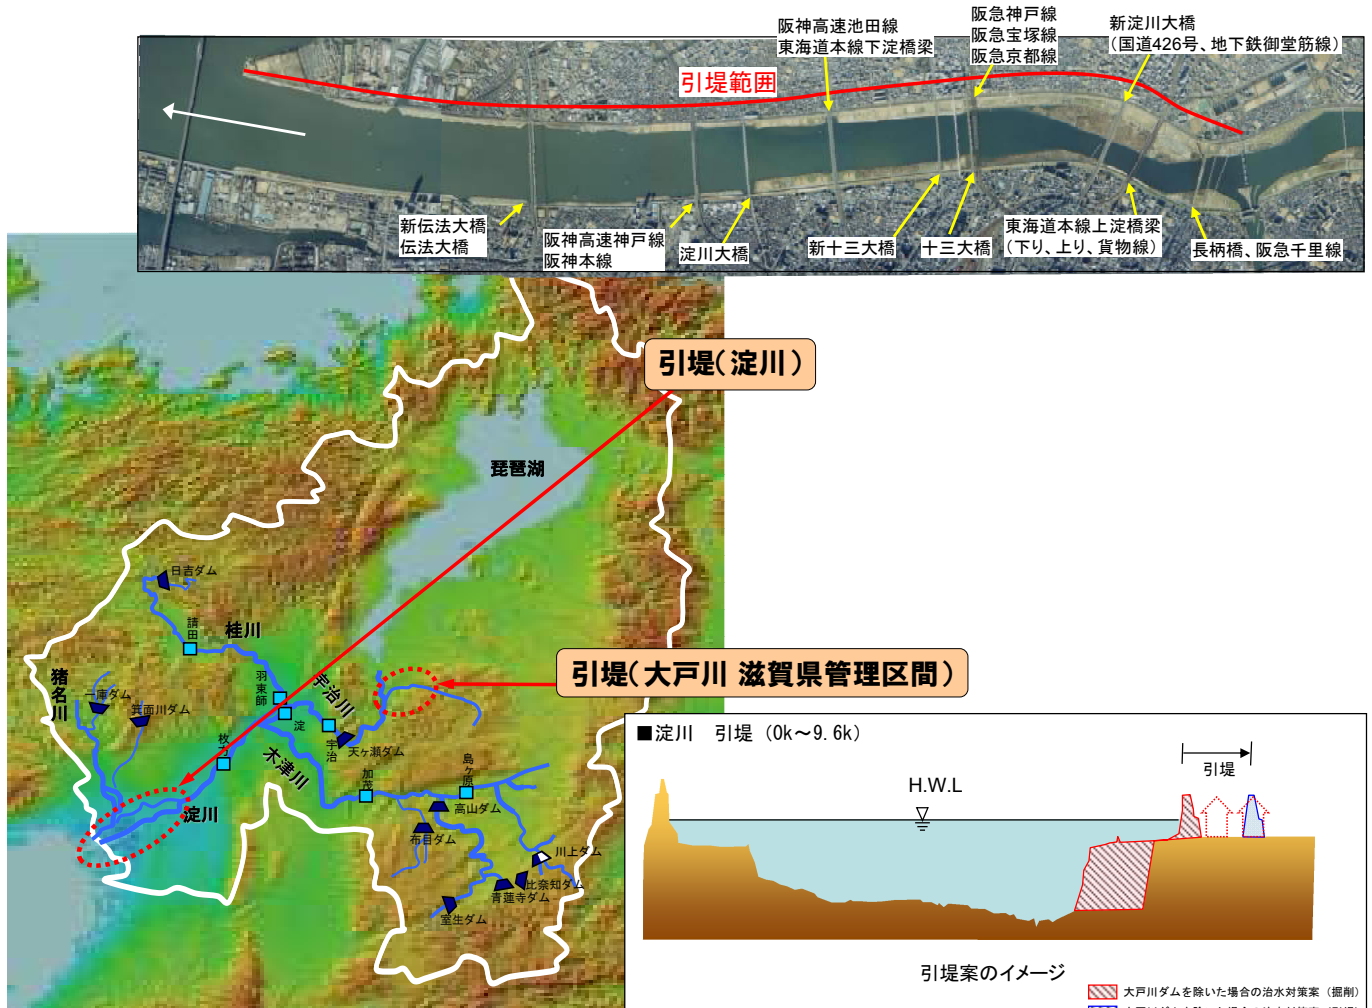 阪神高速池田線
東海道本線下淀橋梁
阪急神戸線
阪急宝塚線
阪急京都線
新淀川大橋
(国道426号、地下鉄御堂筋線)
引堤範囲
新伝法大橋
伝法大橋
阪神高速神戸線
阪神本線
淀川大橋
新十三大橋
十三大橋
東海道本線上淀橋梁
(下り、上り、貨物線)
長柄橋、阪急千里線
引堤(淀川)
琵琶湖
日吉ダム
請田
桂川
羽束師
宇治川
淀
宇治
天ヶ瀬ダム
猪名川
一庫ダム
箕面川ダム
枚方
淀川
木津川
加茂
島ヶ原
高山ダム
布目ダム
川上ダム
比奈知ダム
青蓮寺ダム
室生ダム
引堤(大戸川 滋賀県管理区間)
■淀川 引堤(0k~9.6k)
引堤
H.W.L
引堤案のイメージ
大戸川ダムを除いた場合の治水対策案(掘削)